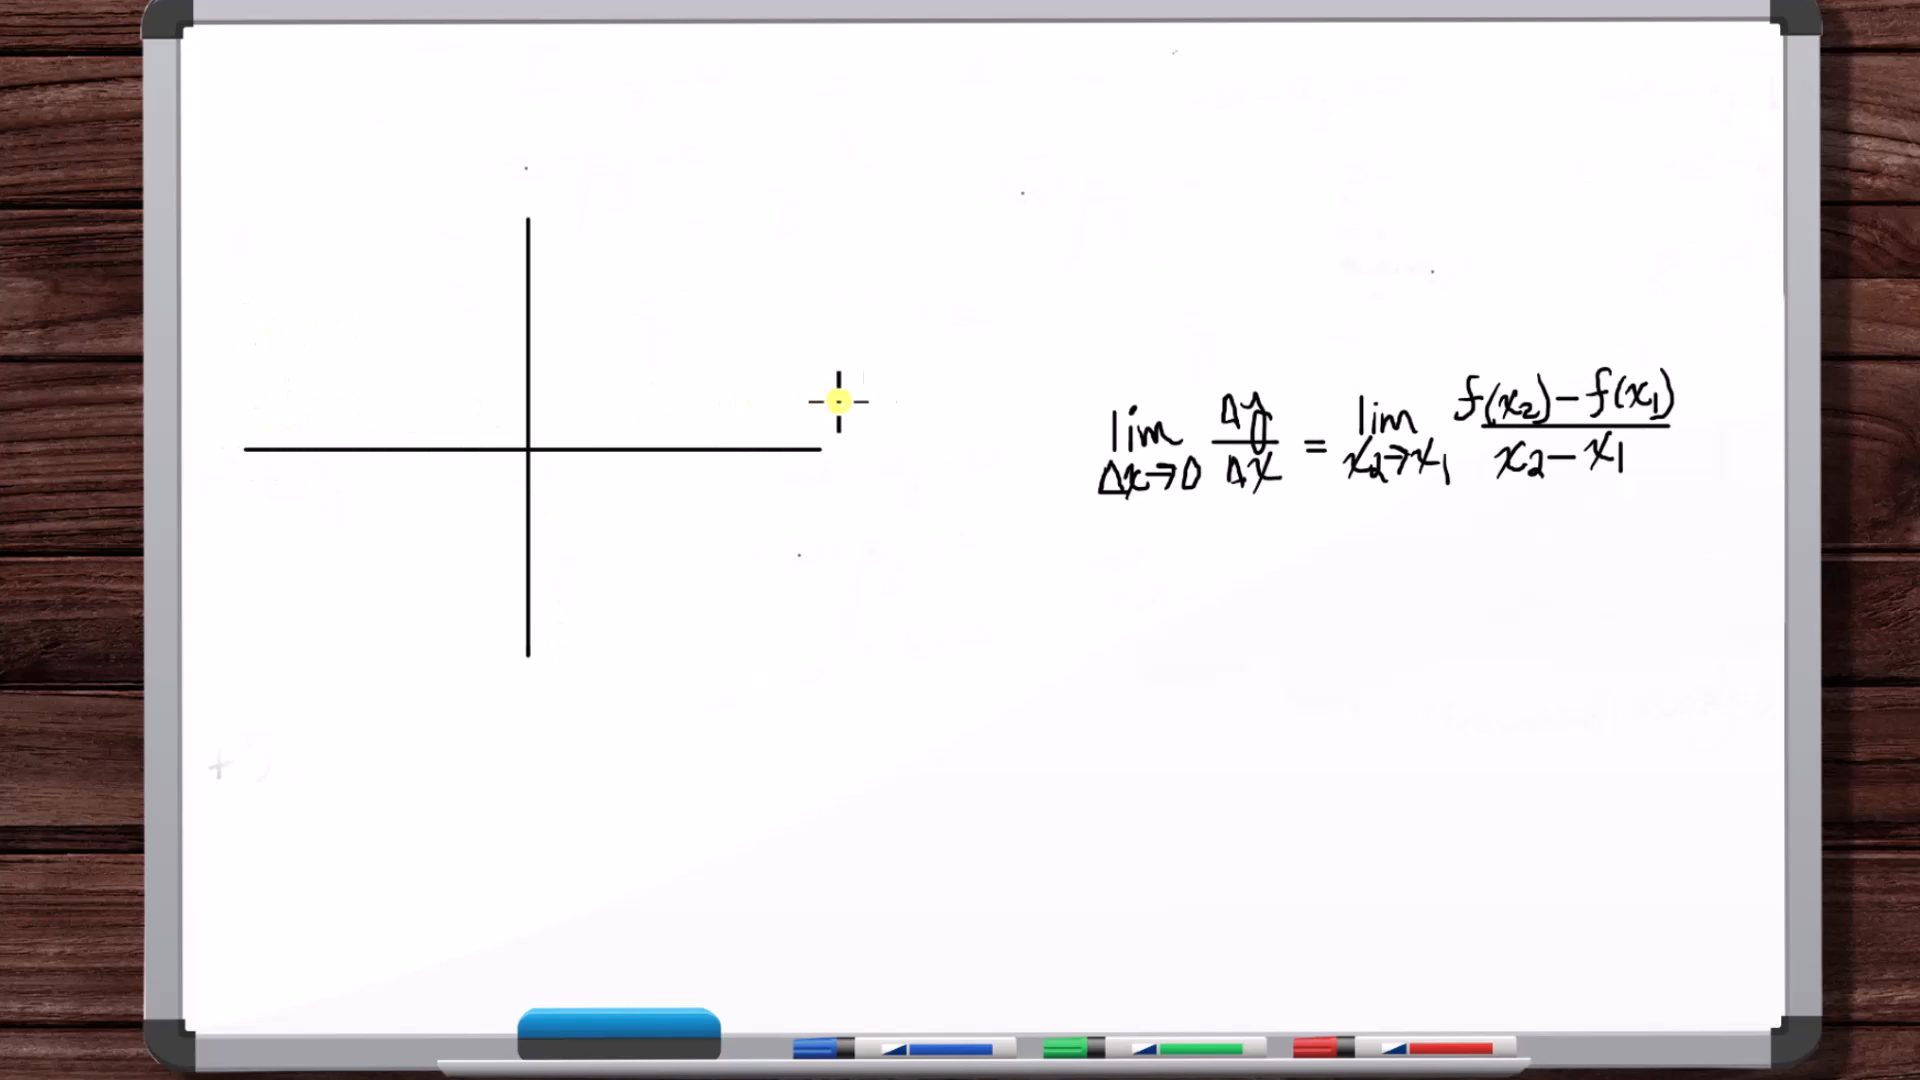 lim Δx→0 Δy/Δx = lim x₂→x₁ f(x₂)−f(x₁)/x₂−x₁